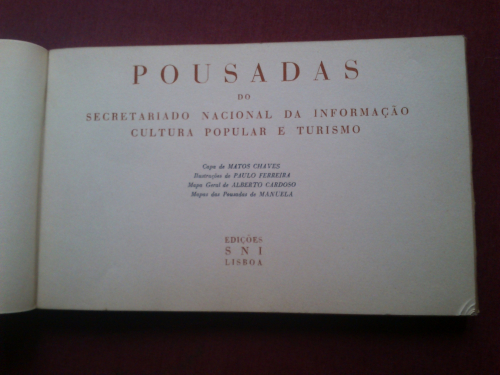 POUSADAS
DO
SECRETARIADO NACIONAL DA INFORMAÇÃO
CULTURA POPULAR E TURISMO
Capa de MATOS CHAVES
Ilustrações de PAULO FERREIRA
Mapa Geral de ALBERTO CARDOSO
Mapas das Pousadas de MANUELA
EDIÇÕES
SNI
LISBOA